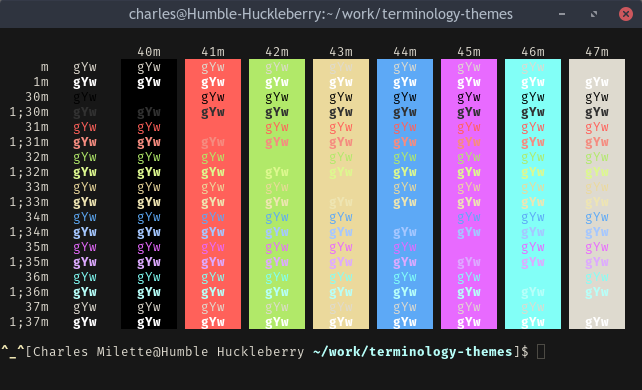 charles@Humble-Huckleberry:~/work/terminology-themes
40m 41m 42m 43m 44m 45m 46m 47m
m gYw gYw gYw gYw gYw gYw gYw gYw gYw
1m gYw gYw gYw gYw gYw gYw gYw gYw gYw
30m gYw gYw gYw gYw gYw gYw gYw gYw
1;30m gYw gYw gYw gYw gYw gYw gYw gYw gYw
31m gYw gYw gYw gYw gYw gYw gYw gYw
1;31m gYw gYw gYw gYw gYw gYw gYw gYw gYw
32m gYw gYw gYw gYw gYw gYw gYw gYw
1;32m gYw gYw gYw gYw gYw gYw gYw gYw gYw
33m gYw gYw gYw gYw gYw gYw gYw gYw
1;33m gYw gYw gYw gYw gYw gYw gYw gYw gYw
34m gYw gYw gYw gYw gYw gYw gYw gYw
1;34m gYw gYw gYw gYw gYw gYw gYw gYw gYw
35m gYw gYw gYw gYw gYw gYw gYw gYw gYw
1;35m gYw gYw gYw gYw gYw gYw gYw gYw gYw
36m gYw gYw gYw gYw gYw gYw gYw gYw
1;36m gYw gYw gYw gYw gYw gYw gYw gYw gYw
37m gYw gYw gYw gYw gYw gYw gYw gYw
1;37m gYw gYw gYw gYw gYw gYw gYw gYw gYw
^_^[Charles Milette@Humble Huckleberry ~/work/terminology-themes]$